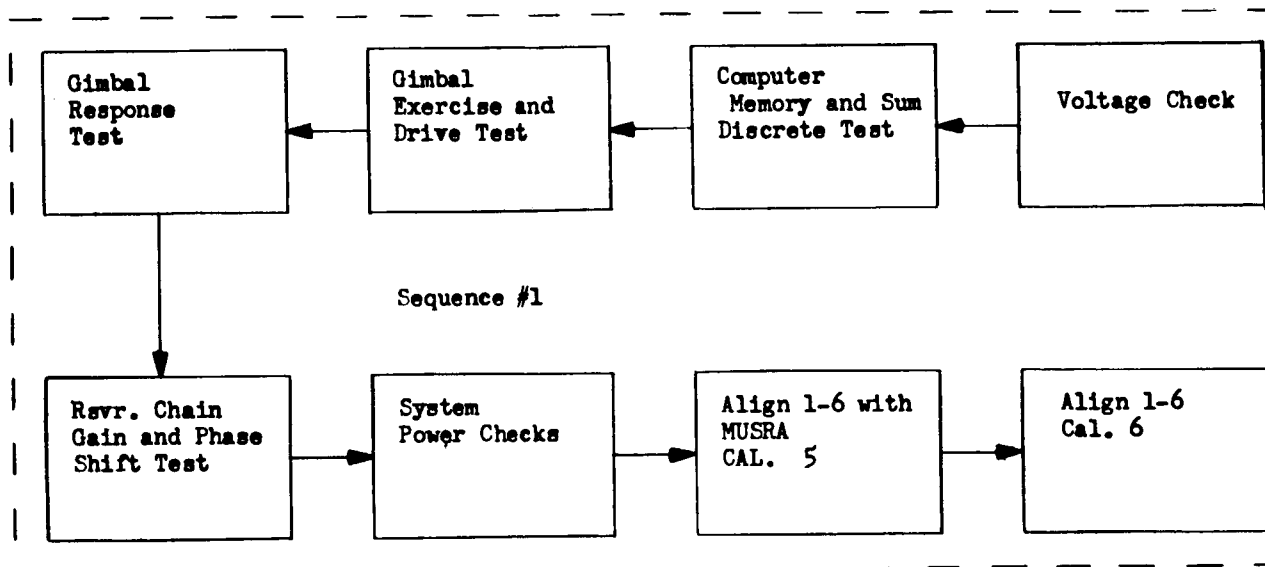 Gimbal
Response
Test
Gimbal
Exercise and
Drive Test
Computer
Memory and Sum
Discrete Test
Voltage Check
Sequence #1
Rsvr. Chain
Gain and Phase
Shift Test
System
Power Checks
Align 1-6 with
MUSRA
CAL. 5
Align 1-6
Cal. 6